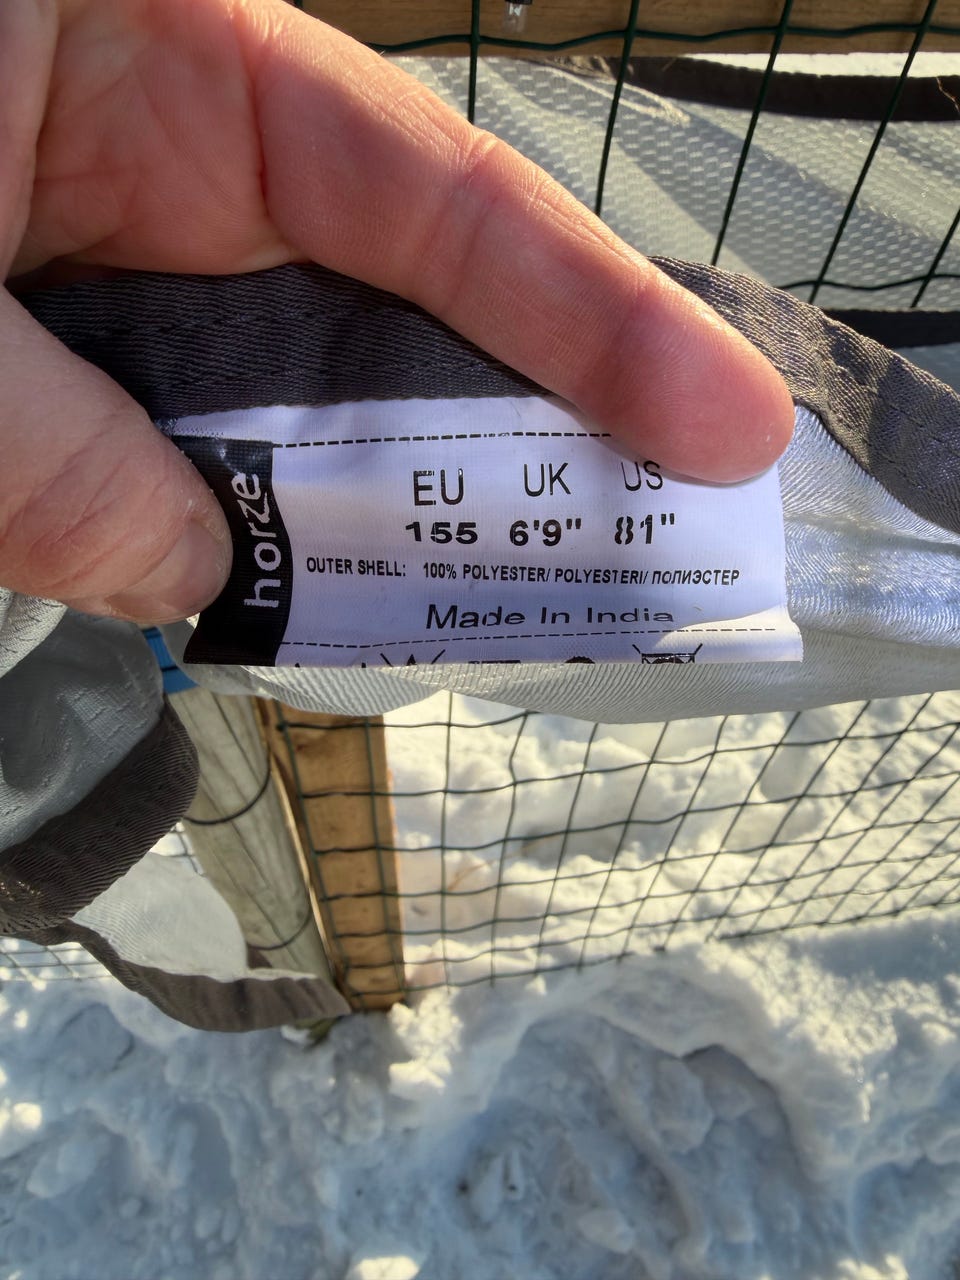 horze
EU UK US
155 6'9" 81"
OUTER SHELL: 100% POLYESTER/ POLYESTERI/ ПОЛИЭСТЕР
Made In India